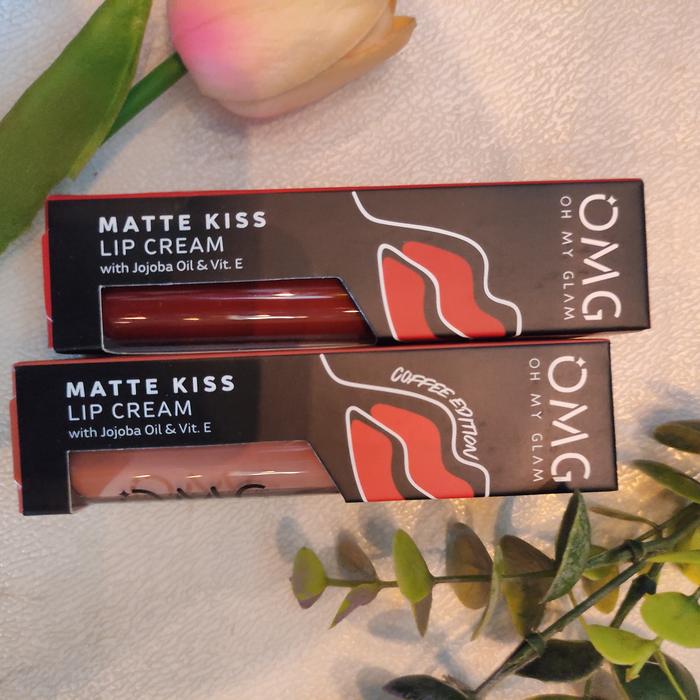 MATTE KISS
LIP CREAM
with Jojoba Oil & Vit. E
OMG
OH MY GLAM
MATTE KISS
LIP CREAM
with Jojoba Oil & Vit. E
COFFEE EDITION
OMG
OH MY GLAM